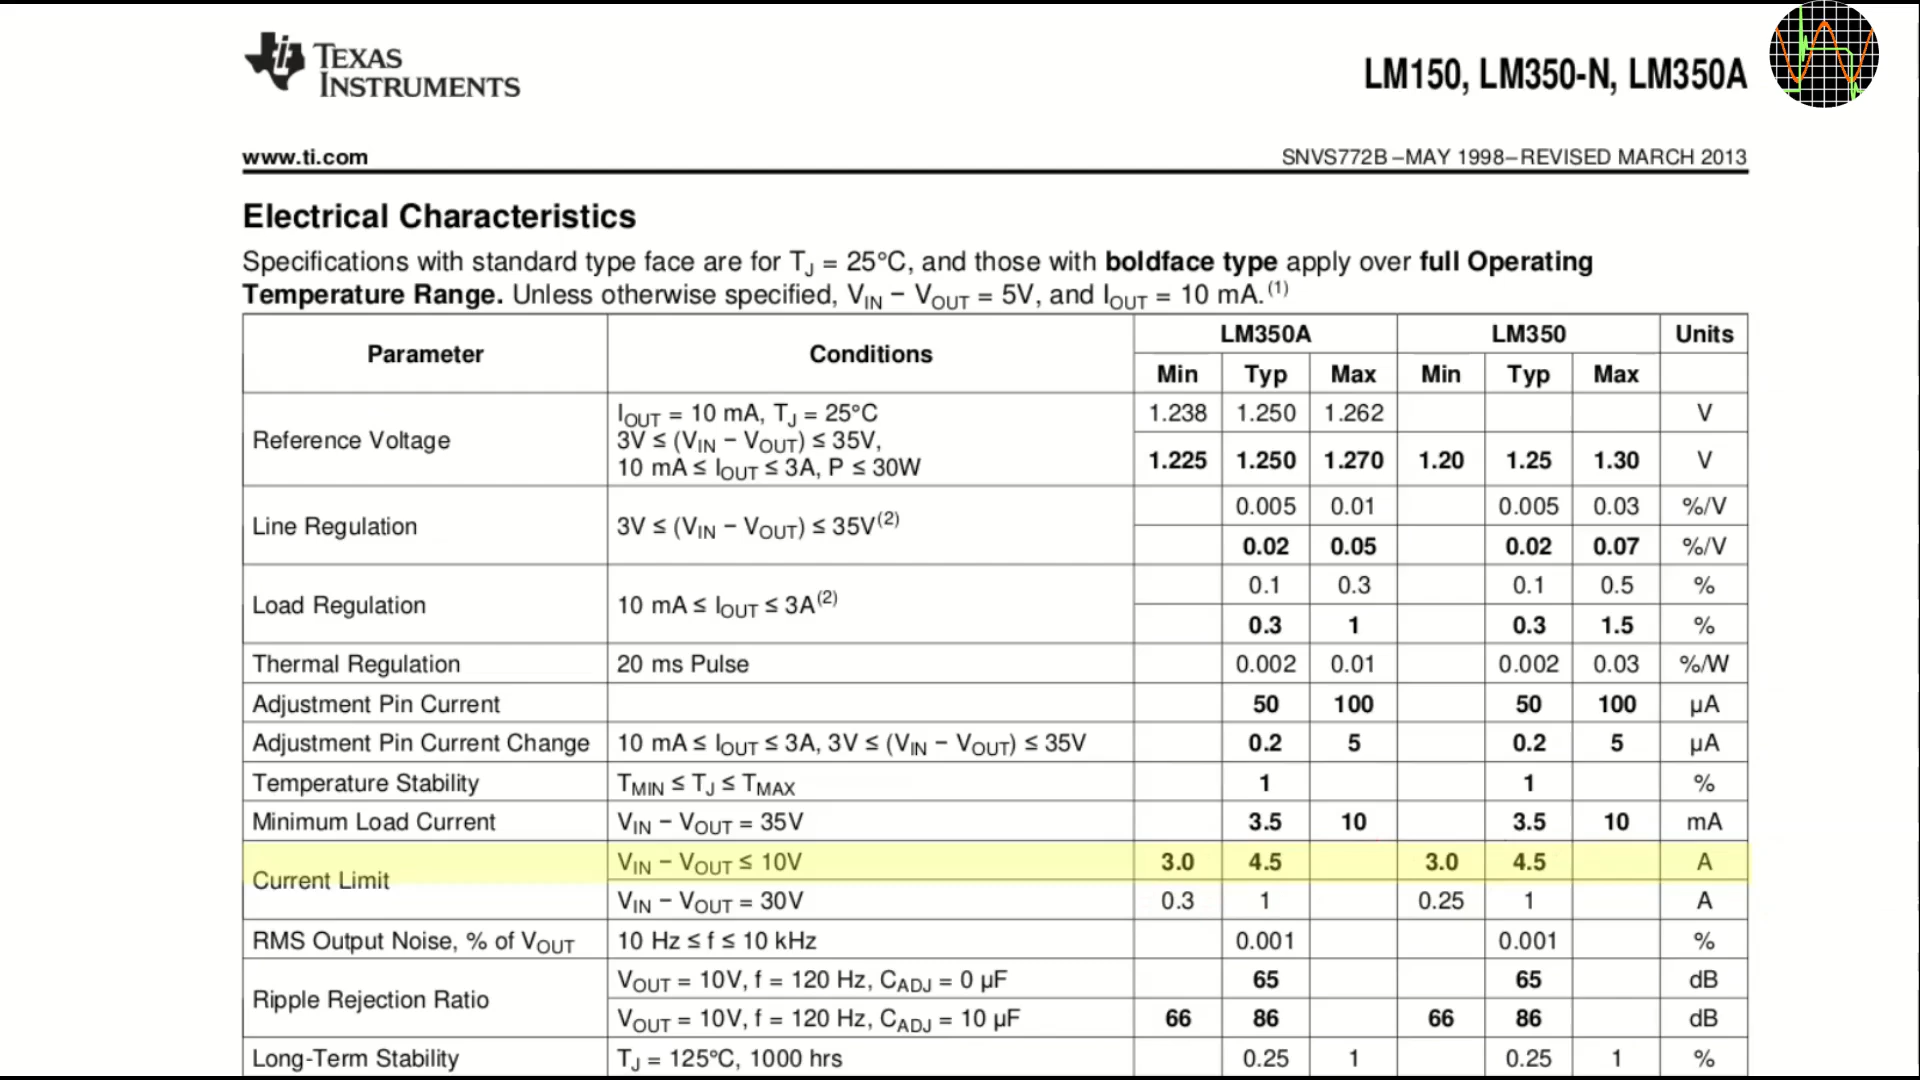 TEXAS
INSTRUMENTS
LM150, LM350-N, LM350A
www.ti.com
SNVS772B –MAY 1998–REVISED MARCH 2013
Electrical Characteristics
Specifications with standard type face are for TJ = 25°C, and those with boldface type apply over full Operating
Temperature Range. Unless otherwise specified, VIN − VOUT = 5V, and IOUT = 10 mA.(1)
Parameter Conditions LM350A LM350 Units
Min Typ Max Min Typ Max
Reference Voltage
IOUT = 10 mA, TJ = 25°C 1.238 1.250 1.262 V
3V ≤ (VIN − VOUT) ≤ 35V,
10 mA ≤ IOUT ≤ 3A, P ≤ 30W 1.225 1.250 1.270 1.20 1.25 1.30 V
Line Regulation 3V ≤ (VIN − VOUT) ≤ 35V(2) 0.005 0.01 0.005 0.03 %/V
0.02 0.05 0.02 0.07 %/V
Load Regulation 10 mA ≤ IOUT ≤ 3A(2) 0.1 0.3 0.1 0.5 %
0.3 1 0.3 1.5 %
Thermal Regulation 20 ms Pulse 0.002 0.01 0.002 0.03 %/W
Adjustment Pin Current 50 100 50 100 μA
Adjustment Pin Current Change 10 mA ≤ IOUT ≤ 3A, 3V ≤ (VIN − VOUT) ≤ 35V 0.2 5 0.2 5 μA
Temperature Stability TMIN ≤ TJ ≤ TMAX 1 1 %
Minimum Load Current VIN − VOUT = 35V 3.5 10 3.5 10 mA
Current Limit VIN − VOUT ≤ 10V 3.0 4.5 3.0 4.5 A
VIN − VOUT = 30V 0.3 1 0.25 1 A
RMS Output Noise, % of VOUT 10 Hz ≤ f ≤ 10 kHz 0.001 0.001 %
Ripple Rejection Ratio VOUT = 10V, f = 120 Hz, CADJ = 0 μF 65 65 dB
VOUT = 10V, f = 120 Hz, CADJ = 10 μF 66 86 66 86 dB
Long-Term Stability TJ = 125°C, 1000 hrs 0.25 1 0.25 1 %